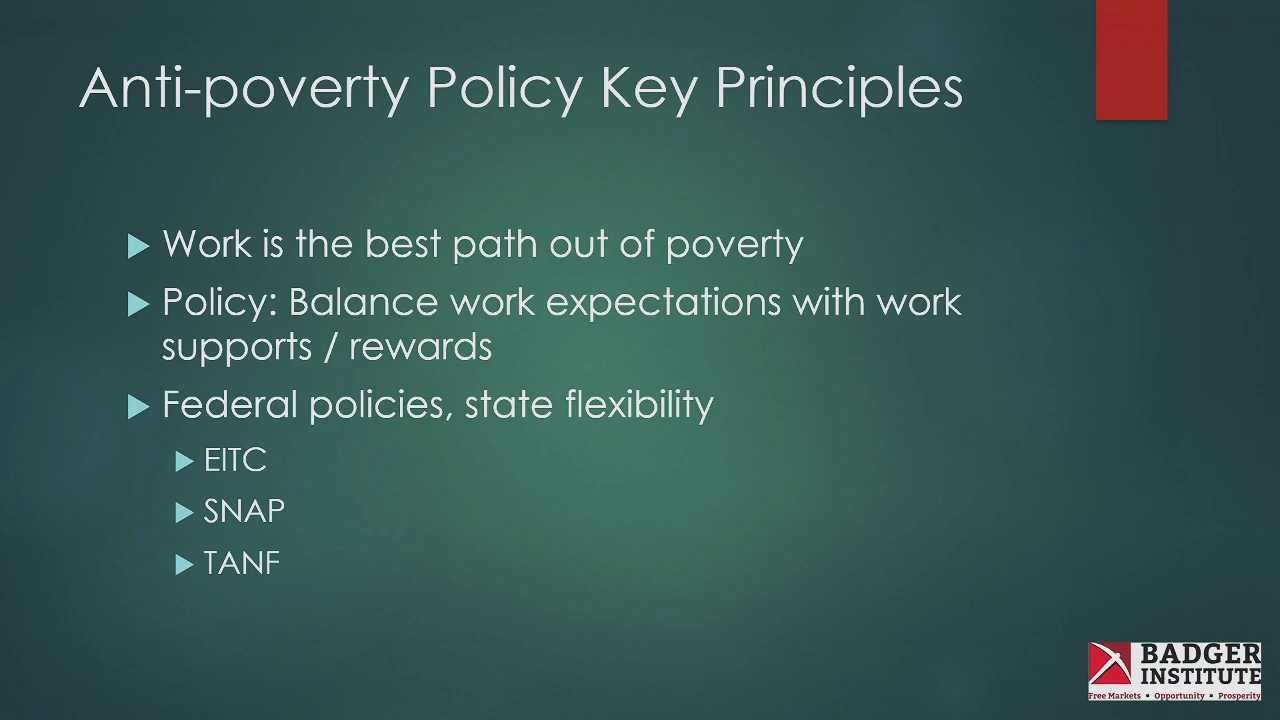 Anti-poverty Policy Key Principles
Work is the best path out of poverty
Policy: Balance work expectations with work
supports / rewards
Federal policies, state flexibility
EITC
SNAP
TANF
BADGER
INSTITUTE
Free Markets • Opportunity • Prosperity